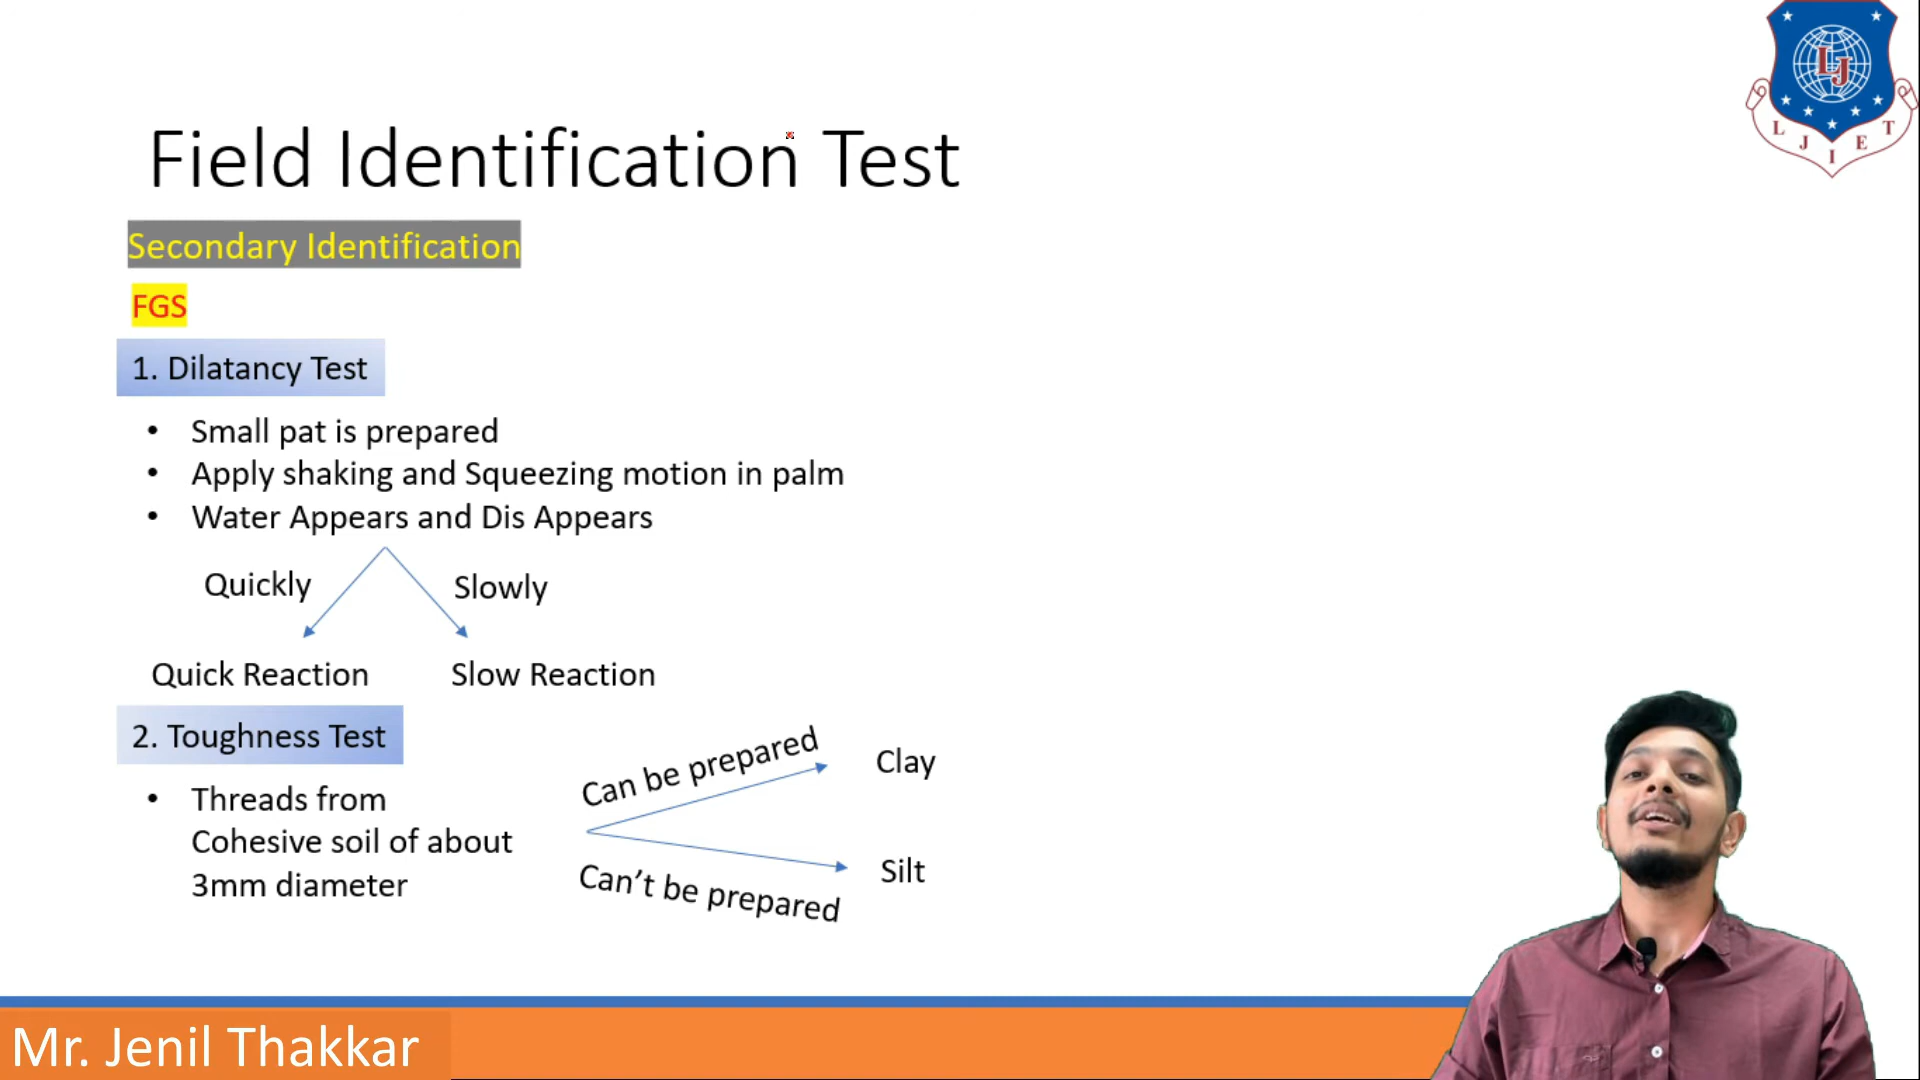 LJ
L J I E T
Field Identification Test
Secondary Identification
FGS
1. Dilatancy Test
• Small pat is prepared
• Apply shaking and Squeezing motion in palm
• Water Appears and Dis Appears
Quickly
Slowly
Quick Reaction
Slow Reaction
2. Toughness Test
• Threads from
Cohesive soil of about
3mm diameter
Can be prepared
Clay
Can't be prepared
Silt
Mr. Jenil Thakkar